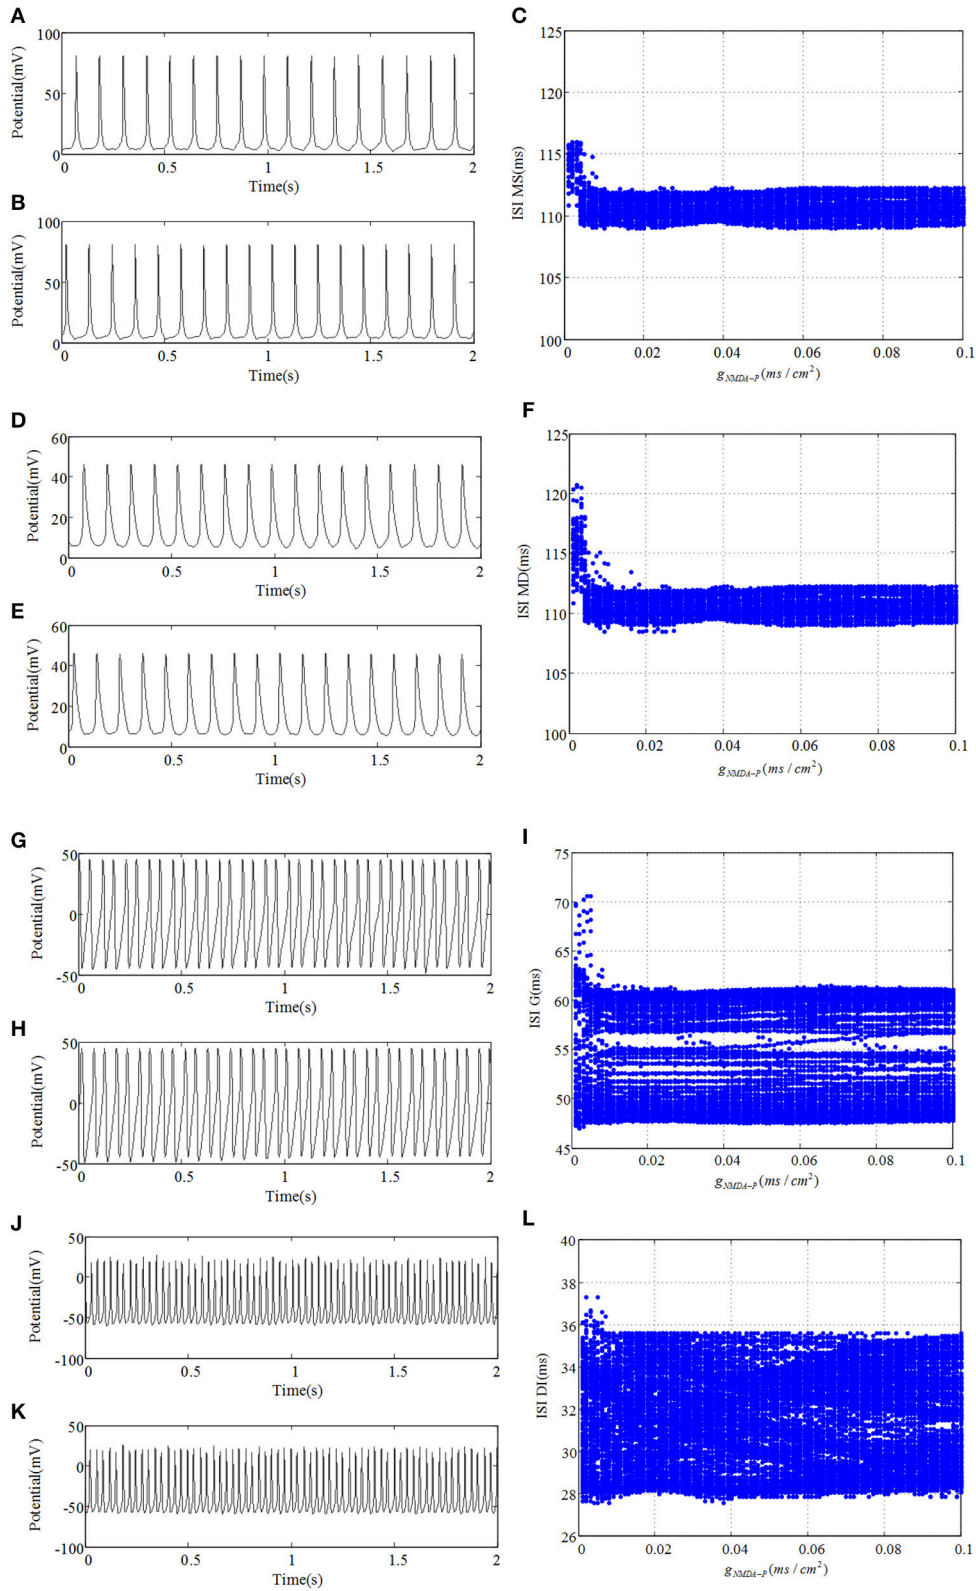 A
Potential(mV)
100
50
0
0 0.5 1 1.5 2
Time(s)
B
Potential(mV)
100
50
0
0 0.5 1 1.5 2
Time(s)
C
ISI MS(ms)
125
120
115
110
105
100
0 0.02 0.04 0.06 0.08 0.1
g_NMDA-P (ms / cm²)
D
Potential(mV)
60
40
20
0
0 0.5 1 1.5 2
Time(s)
E
Potential(mV)
60
40
20
0
0 0.5 1 1.5 2
Time(s)
F
ISI MD(ms)
125
120
115
110
105
100
0 0.02 0.04 0.06 0.08 0.1
g_NMDA-P (ms / cm²)
G
Potential(mV)
50
0
-50
0 0.5 1 1.5 2
Time(s)
H
Potential(mV)
50
0
-50
0 0.5 1 1.5 2
Time(s)
I
ISI G(ms)
75
70
65
60
55
50
45
0 0.02 0.04 0.06 0.08 0.1
g_NMDA-P (ms / cm²)
J
Potential(mV)
50
0
-50
-100
0 0.5 1 1.5 2
Time(s)
K
Potential(mV)
50
0
-50
-100
0 0.5 1 1.5 2
Time(s)
L
ISI DI(ms)
40
38
36
34
32
30
28
26
0 0.02 0.04 0.06 0.08 0.1
g_NMDA-P (ms / cm²)